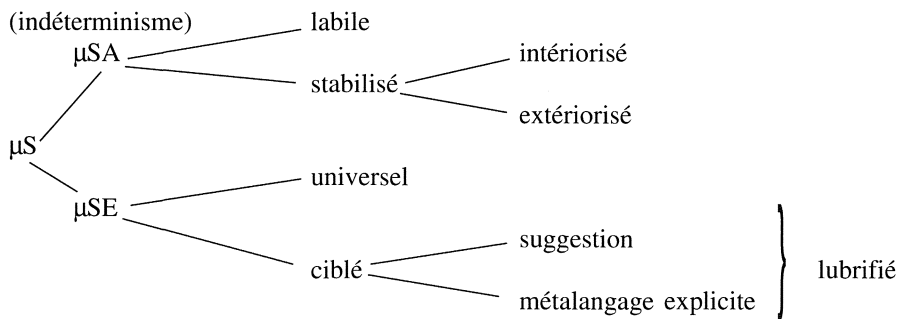 (indéterminisme)
µSA
labile
stabilisé
intériorisé
extériorisé
µS
µSE
universel
ciblé
suggestion
métalangage explicite
lubrifié